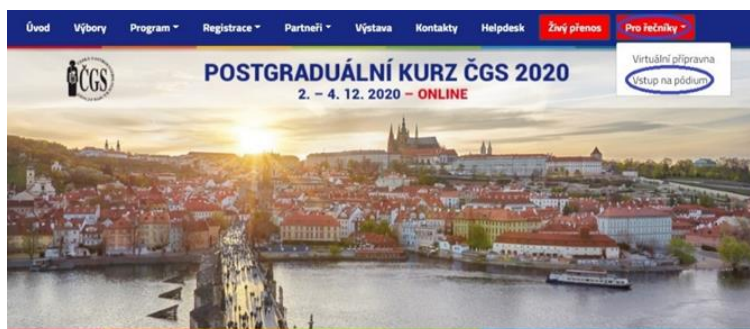 Úvod Výbory Program Registrace Partneři Výstava Kontakty Helpdesk Živý přenos Pro řečníky
Virtuální přípravna
Vstup na pódium
ČGS
POSTGRADUÁLNÍ KURZ ČGS 2020
2. – 4. 12. 2020 – ONLINE